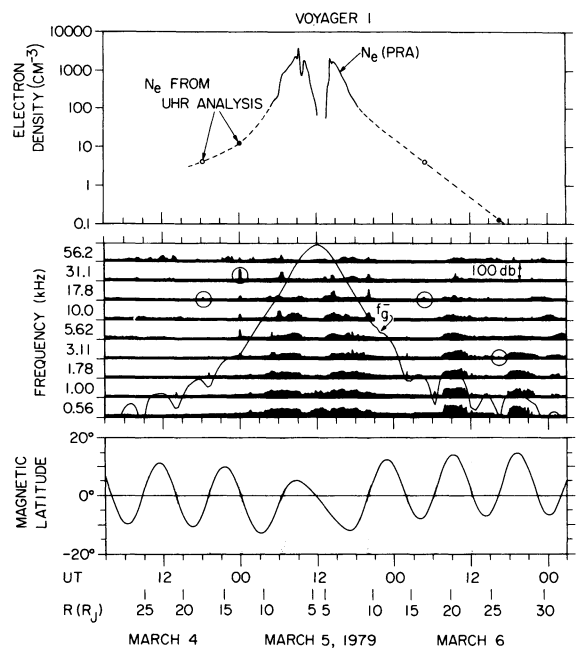 VOYAGER 1
ELECTRON
DENSITY (CM⁻³)
10000
1000
100
10
1
0.1
Nₑ FROM
UHR ANALYSIS
Nₑ (PRA)
FREQUENCY (kHz)
56.2
31.1
17.8
10.0
5.62
3.11
1.78
1.00
0.56
100 db
f₉⁻
MAGNETIC
LATITUDE
20°
0°
-20°
UT 12 00 12 00 12 00
R (R_J) 25 20 15 10 5 5 10 15 20 25 30
MARCH 4 MARCH 5, 1979 MARCH 6